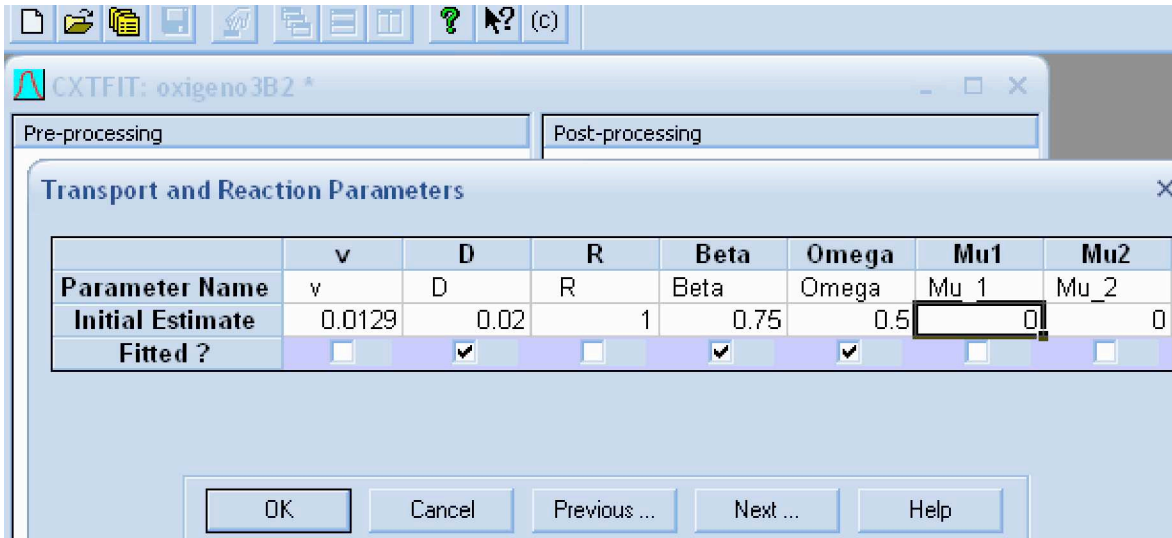 ? ? (c)
CXTFIT: oxigeno3B2 *
Pre-processing Post-processing
Transport and Reaction Parameters
v D R Beta Omega Mu1 Mu2
Parameter Name v D R Beta Omega Mu_1 Mu_2
Initial Estimate 0.0129 0.02 1 0.75 0.5 0 0
Fitted ?
OK Cancel Previous ... Next ... Help